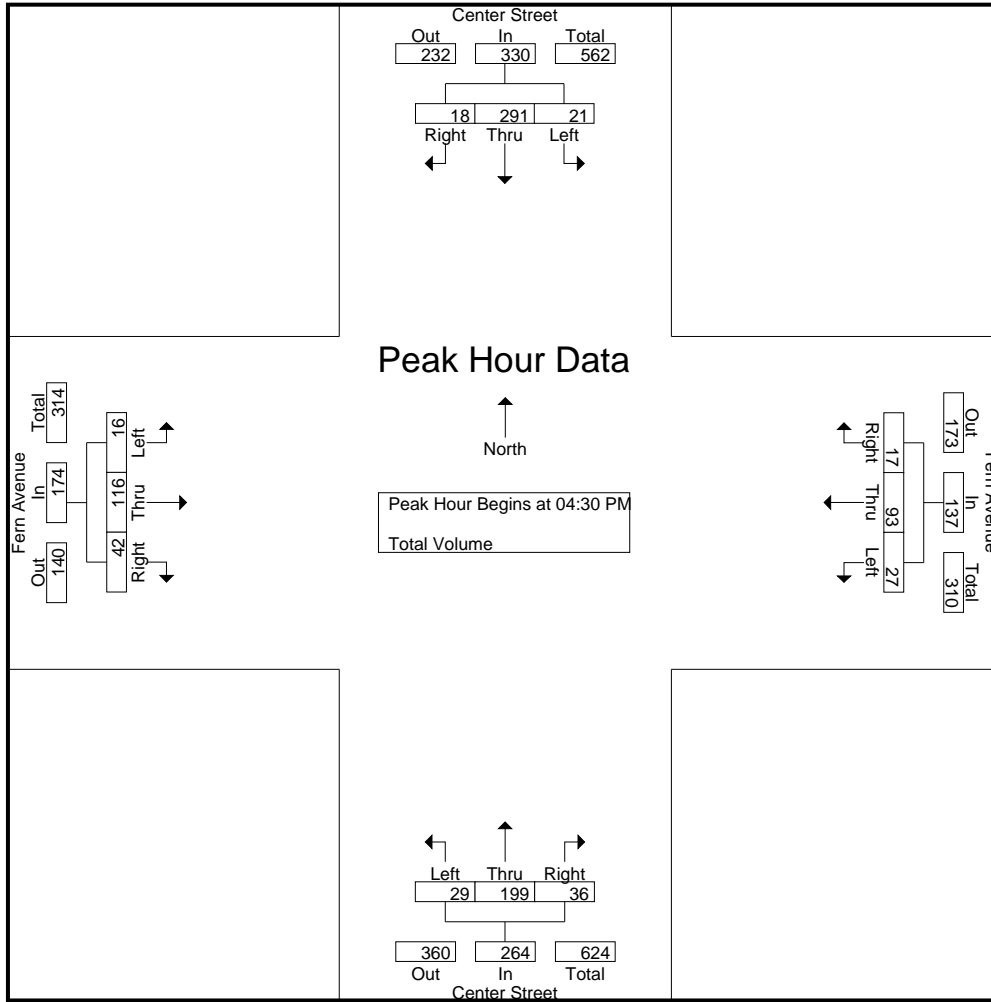 Center Street
Out In Total
232 330 562
18 291 21
Right Thru Left
Peak Hour Data
North
Peak Hour Begins at 04:30 PM
Total Volume
Fern Avenue
Total In Out
314 174 140
16 116 42
Left Thru Right
Fern Avenue
Out In Total
173 137 310
17 93 27
Right Thru Left
Left Thru Right
29 199 36
360 264 624
Out In Total
Center Street